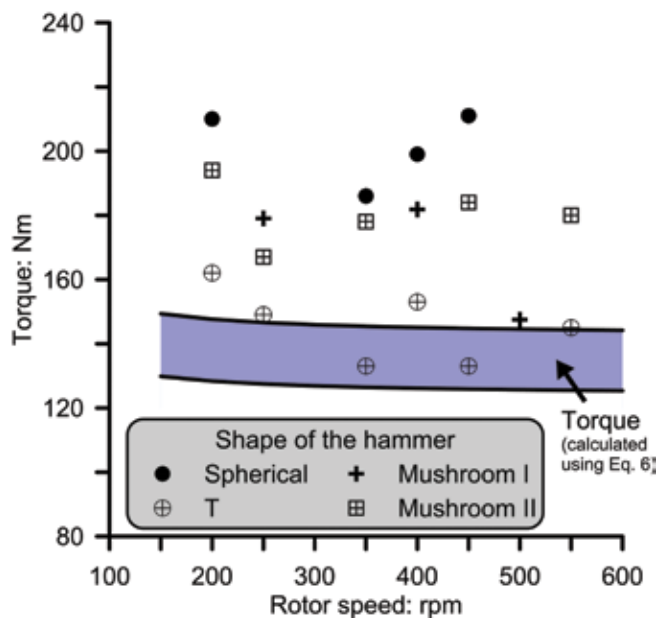 240
200
160
120
80
Torque: Nm
100 200 300 400 500 600
Rotor speed: rpm
Shape of the hammer
Spherical Mushroom I
T Mushroom II
Torque
(calculated
using Eq. 6)